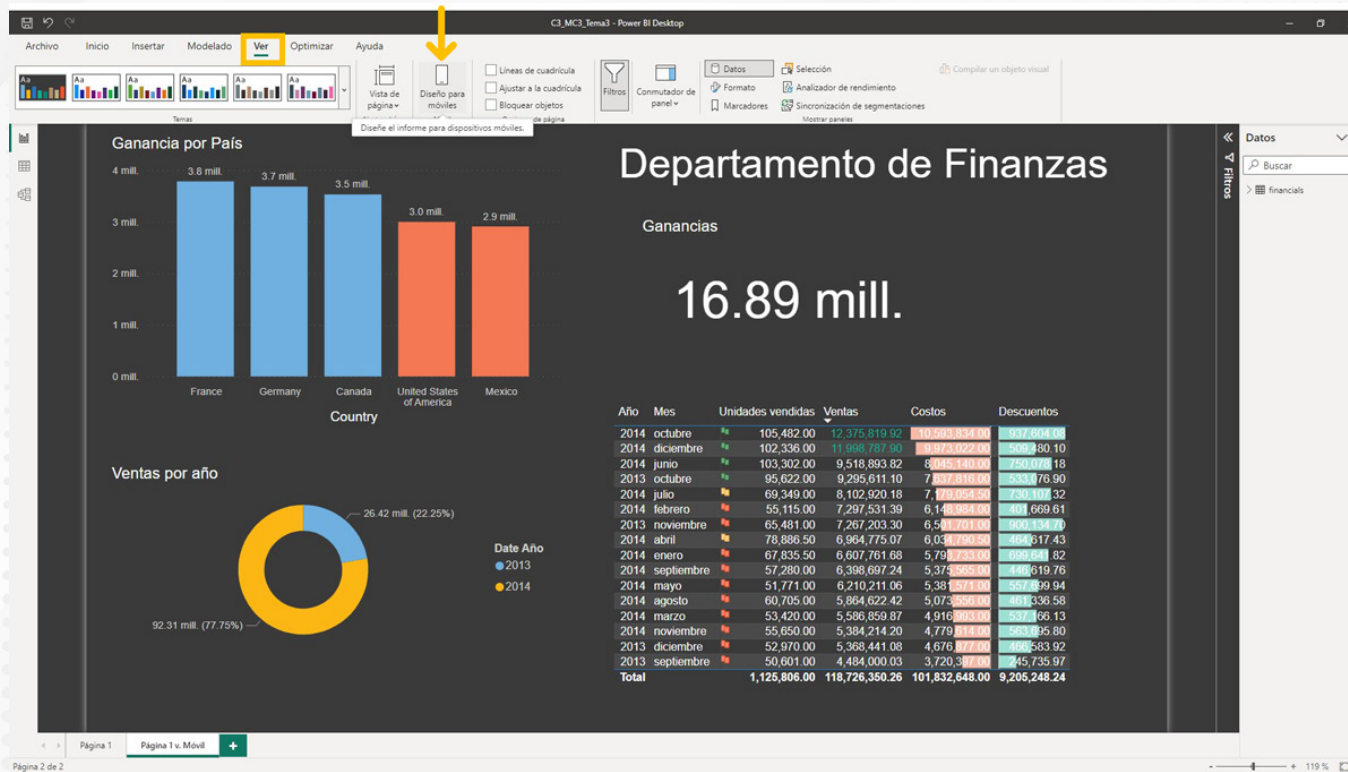 C3_MC3_Tema3 - Power BI Desktop
Archivo Inicio Insertar Modelado Ver Optimizar Ayuda
Aa Aa Aa Aa Aa Aa
Temas
Vista de página
Diseño para móviles
Líneas de cuadrícula
Ajustar a la cuadrícula
Bloquear objetos
de página
Filtros
Conmutador de panel
Datos
Formato
Marcadores
Selección
Analizador de rendimiento
Sincronización de segmentaciones
Mostrar paneles
Compilar un objeto visual
Diseñe el informe para dispositivos móviles.
Ganancia por País
4 mill.
3 mill.
2 mill.
1 mill.
0 mill.
3.8 mill. 3.7 mill. 3.5 mill. 3.0 mill. 2.9 mill.
France Germany Canada United States of America Mexico
Country
Ventas por año
26.42 mill. (22.25%)
92.31 mill. (77.75%)
Date Año
2013
2014
Departamento de Finanzas
Ganancias
16.89 mill.
Año Mes Unidades vendidas Ventas Costos Descuentos
2014 octubre 105,482.00 12,375,819.92 10,593,834.00 937,604.08
2014 diciembre 102,336.00 11,998,787.90 9,973,022.00 509,480.10
2014 junio 103,302.00 9,518,893.82 8,045,140.00 750,078.18
2013 octubre 95,622.00 9,295,611.10 7,637,816.00 533,076.90
2014 julio 69,349.00 8,102,920.18 7,179,054.50 730,107.32
2014 febrero 55,115.00 7,297,531.39 6,148,984.00 401,669.61
2013 noviembre 65,481.00 7,267,203.30 6,501,701.00 900,134.70
2014 abril 78,886.50 6,964,775.07 6,034,790.50 464,617.43
2014 enero 67,835.50 6,607,761.68 5,793,733.00 699,641.82
2014 septiembre 57,280.00 6,398,697.24 5,375,565.00 446,619.76
2014 mayo 51,771.00 6,210,211.06 5,381,571.00 557,699.94
2014 agosto 60,705.00 5,864,622.42 5,073,556.00 461,336.58
2014 marzo 53,420.00 5,586,859.87 4,916,993.00 537,166.13
2014 noviembre 55,650.00 5,384,214.20 4,779,614.00 563,695.80
2013 diciembre 52,970.00 5,368,441.08 4,676,877.00 466,583.92
2013 septiembre 50,601.00 4,484,000.03 3,720,397.00 245,735.97
Total 1,125,806.00 118,726,350.26 101,832,648.00 9,205,248.24
Filtros
Datos
Buscar
financials
Página 1 Página 1 v. Móvil
Página 2 de 2
119 %